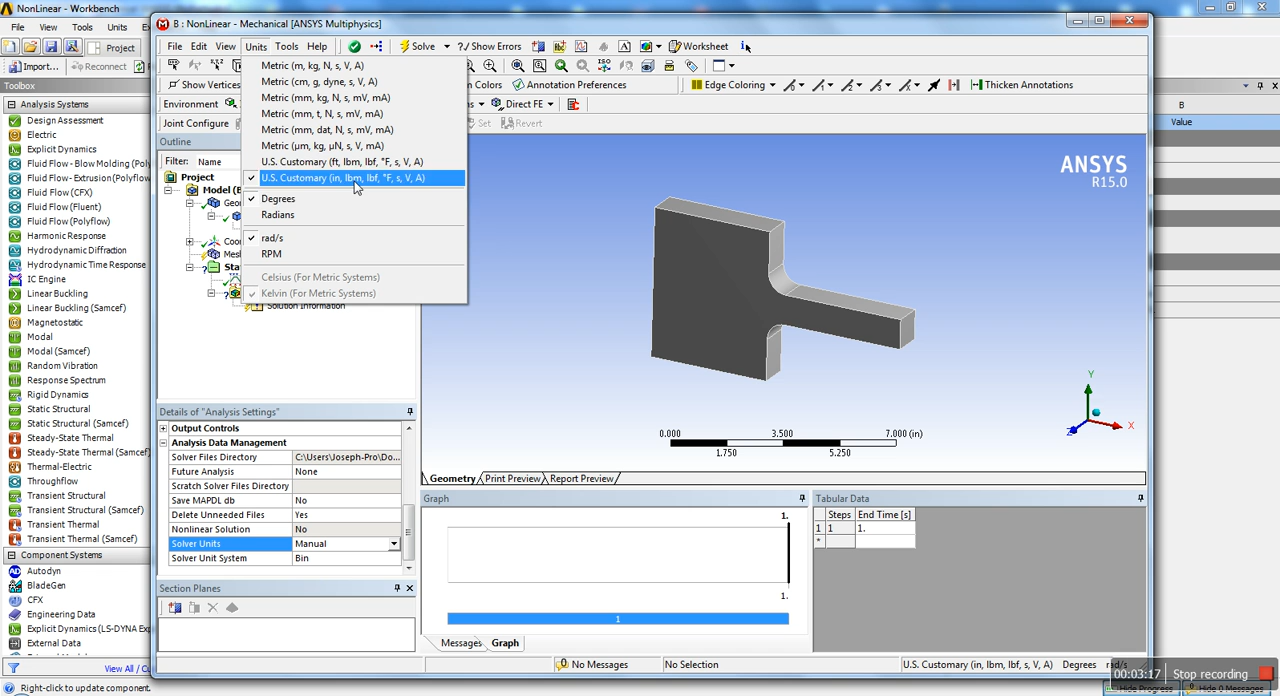 NonLinear - Workbench
File View Tools Units
Project
Import... Reconnect
Toolbox
Analysis Systems
Design Assessment
Electric
Explicit Dynamics
Fluid Flow - Blow Molding (Polyflow)
Fluid Flow - Extrusion (Polyflow)
Fluid Flow (CFX)
Fluid Flow (Fluent)
Fluid Flow (Polyflow)
Harmonic Response
Hydrodynamic Diffraction
Hydrodynamic Time Response
IC Engine
Linear Buckling
Linear Buckling (Samcef)
Magnetostatic
Modal
Modal (Samcef)
Random Vibration
Response Spectrum
Rigid Dynamics
Static Structural
Static Structural (Samcef)
Steady-State Thermal
Steady-State Thermal (Samcef)
Thermal-Electric
Throughflow
Transient Structural
Transient Structural (Samcef)
Transient Thermal
Transient Thermal (Samcef)
Component Systems
Autodyn
BladeGen
CFX
Engineering Data
Explicit Dynamics (LS-DYNA Exp
External Data
View All / Cu
Right-click to update component.
B : NonLinear - Mechanical [ANSYS Multiphysics]
File Edit View Units Tools Help Solve ?/ Show Errors Worksheet
Show Vertices n Colors Annotation Preferences Edge Coloring Thicken Annotations
Environment Direct FE
Joint Configure Set Revert
Metric (m, kg, N, s, V, A)
Metric (cm, g, dyne, s, V, A)
Metric (mm, kg, N, s, mV, mA)
Metric (mm, t, N, s, mV, mA)
Metric (mm, dat, N, s, mV, mA)
Metric (µm, kg, µN, s, V, mA)
U.S. Customary (ft, lbm, lbf, °F, s, V, A)
U.S. Customary (in, lbm, lbf, °F, s, V, A)
Degrees
Radians
rad/s
RPM
Celsius (For Metric Systems)
Kelvin (For Metric Systems)
Outline
Filter: Name
Project
Model (B
Geo
Coo
Mesh
Sta
Solution Information
Details of "Analysis Settings"
Output Controls
Analysis Data Management
Solver Files Directory C:\Users\Joseph-Pro\Do...
Future Analysis None
Scratch Solver Files Directory
Save MAPDL db No
Delete Unneeded Files Yes
Nonlinear Solution No
Solver Units Manual
Solver Unit System Bin
Section Planes
ANSYS
R15.0
Y
X
Z
0.000 3.500 7.000 (in)
1.750 5.250
Geometry Print Preview Report Preview
Graph
1.
1.
1
Messages Graph
Tabular Data
Steps End Time [s]
1 1 1.
*
No Messages No Selection U.S. Customary (in, lbm, lbf, °F, s, V, A) Degrees rad/s
B
Value
00:03:17 Stop recording
Hide Progress Hide 0 Messages